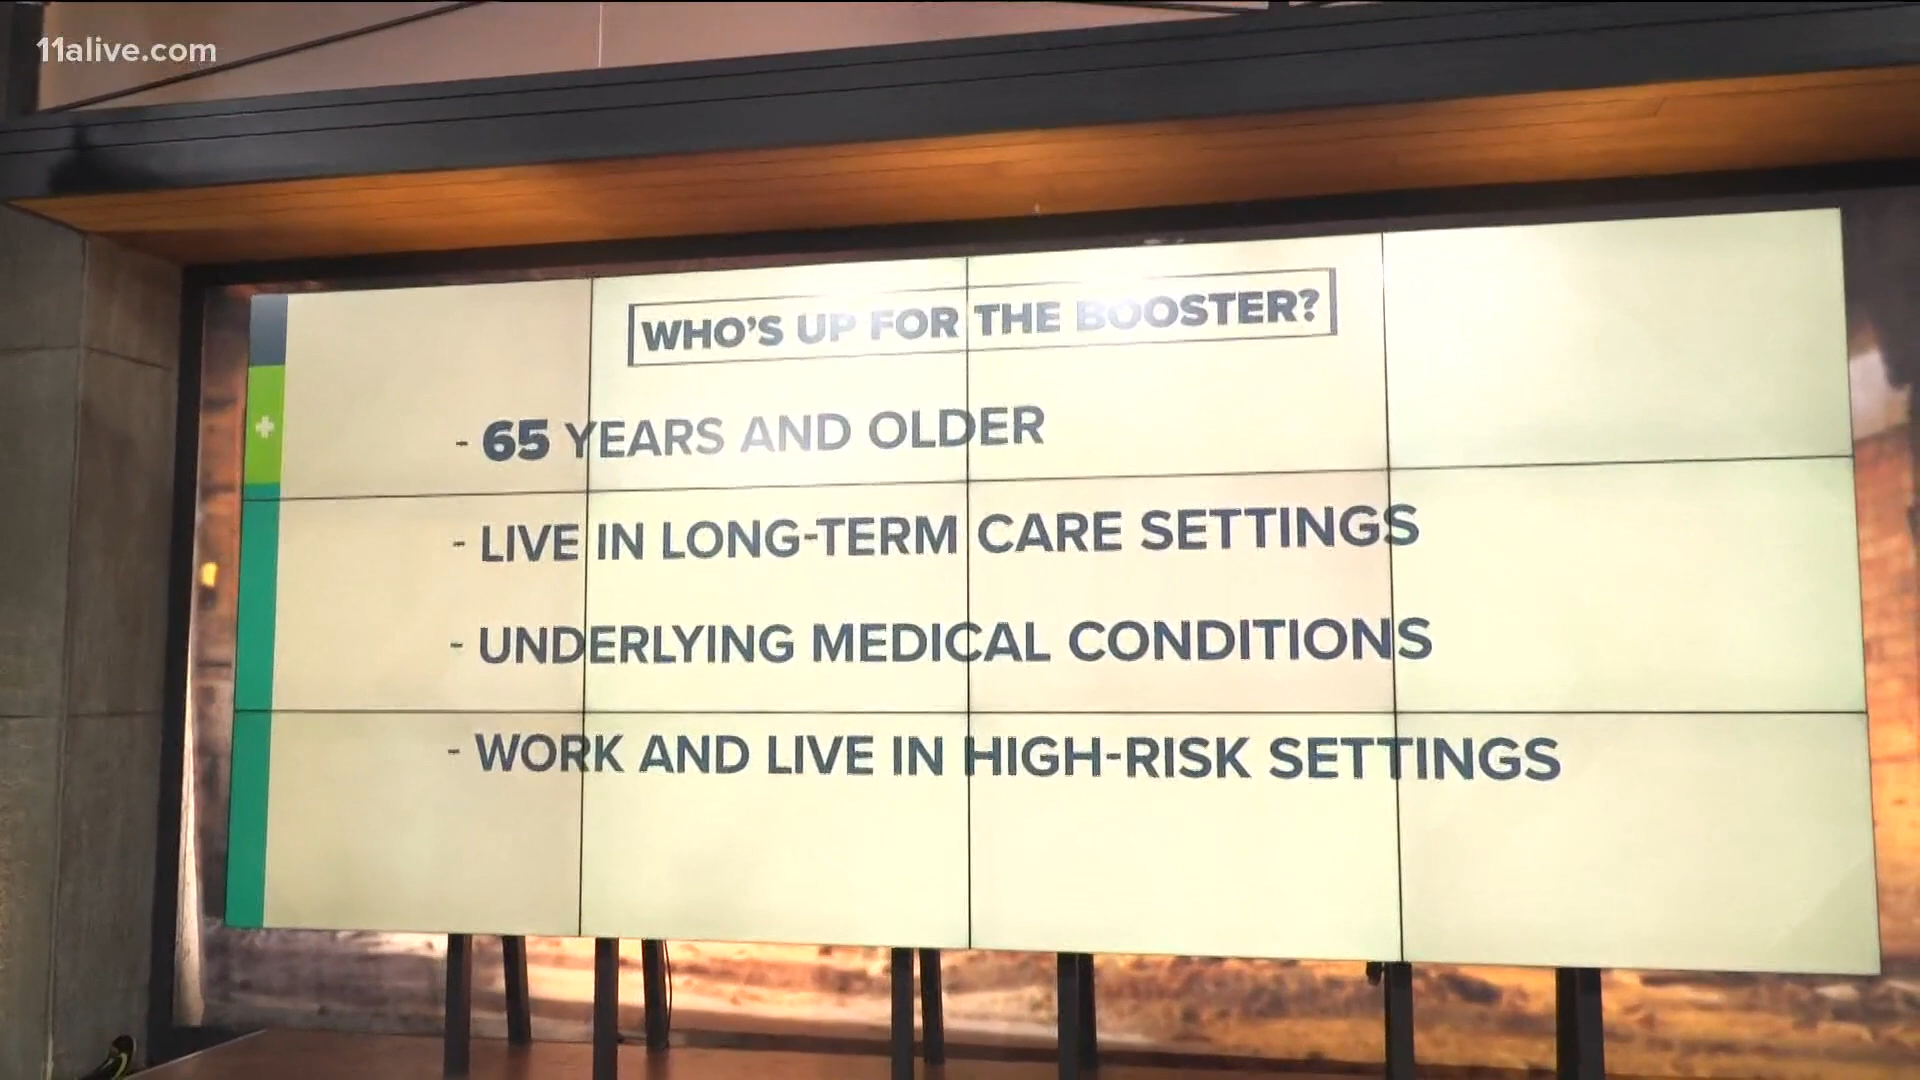 11alive.com
WHO'S UP FOR THE BOOSTER?
- 65 YEARS AND OLDER
- LIVE IN LONG-TERM CARE SETTINGS
- UNDERLYING MEDICAL CONDITIONS
- WORK AND LIVE IN HIGH-RISK SETTINGS